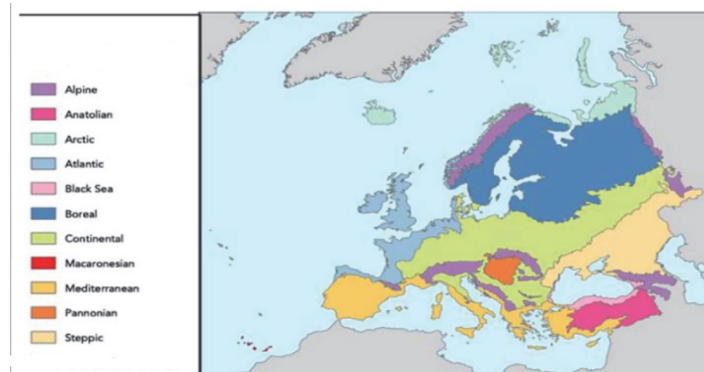 Alpine
Anatolian
Arctic
Atlantic
Black Sea
Boreal
Continental
Macaronesian
Mediterranean
Pannonian
Steppic